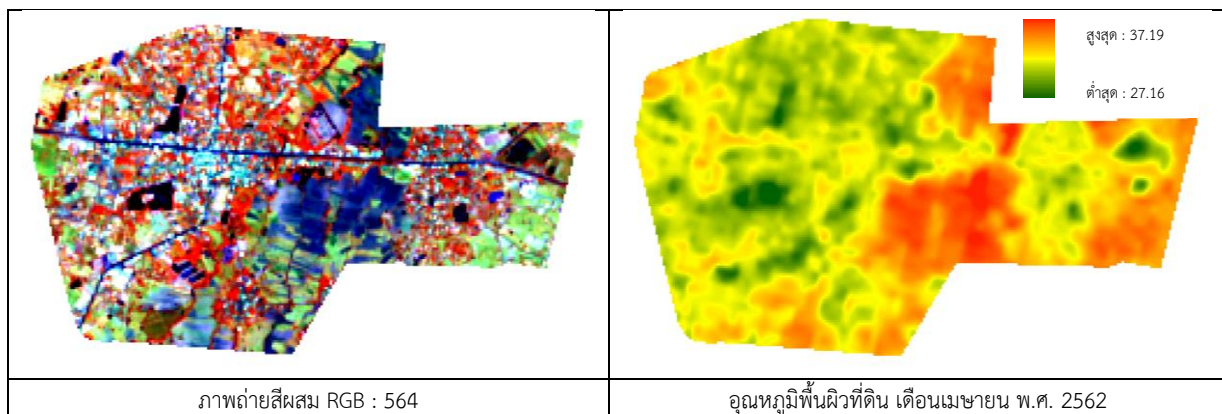 สูงสุด : 37.19
ต่ำสุด : 27.16
ภาพถ่ายสีผสม RGB : 564
อุณหภูมิพื้นผิวที่ดิน เดือนเมษายน พ.ศ. 2562